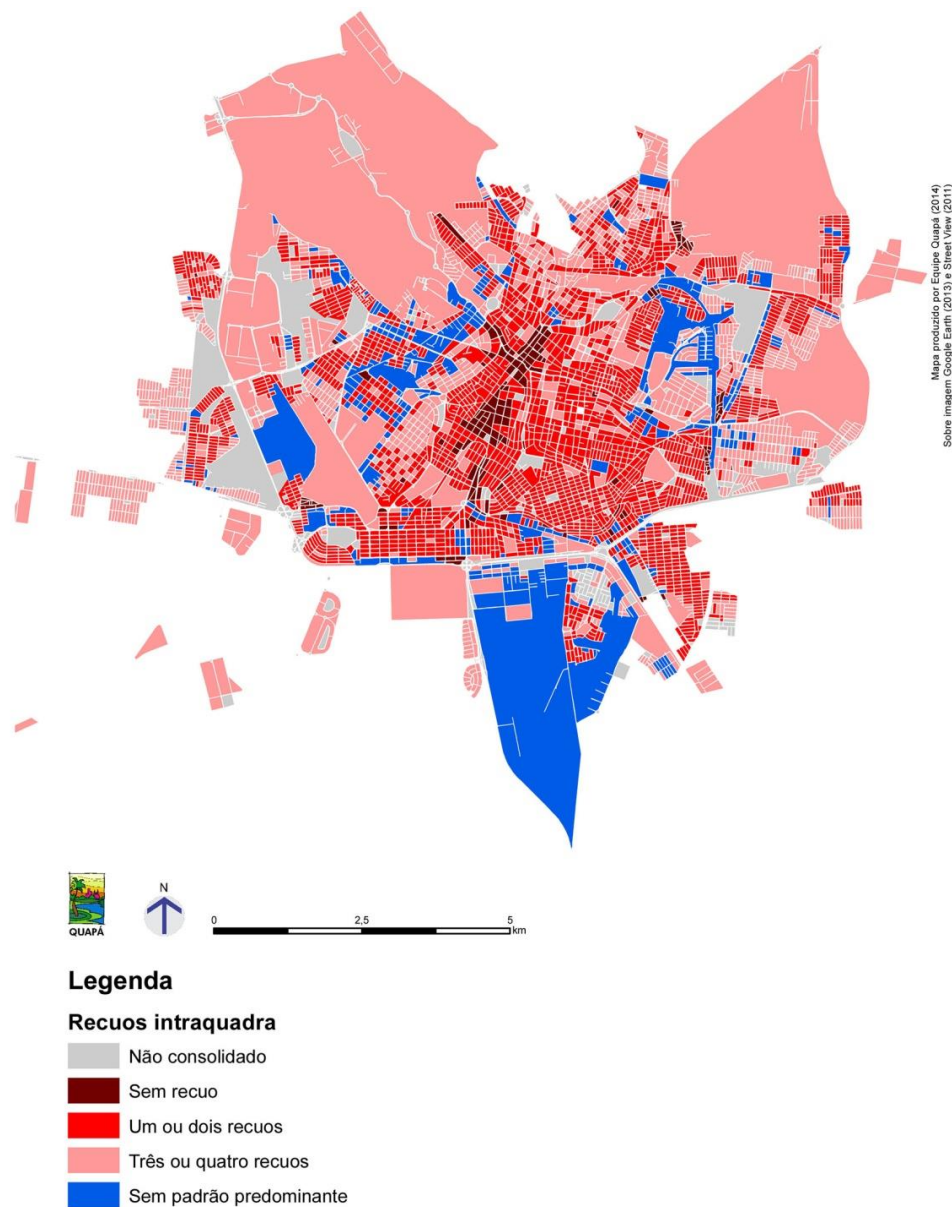 Mapa produzido por Equipe Quapá (2014)
Sobre imagem Google Earth (2013) e Street View (2011)
QUAPÁ
N
0
2,5
5
km
Legenda
Recuos intraquadra
Não consolidado
Sem recuo
Um ou dois recuos
Três ou quatro recuos
Sem padrão predominante